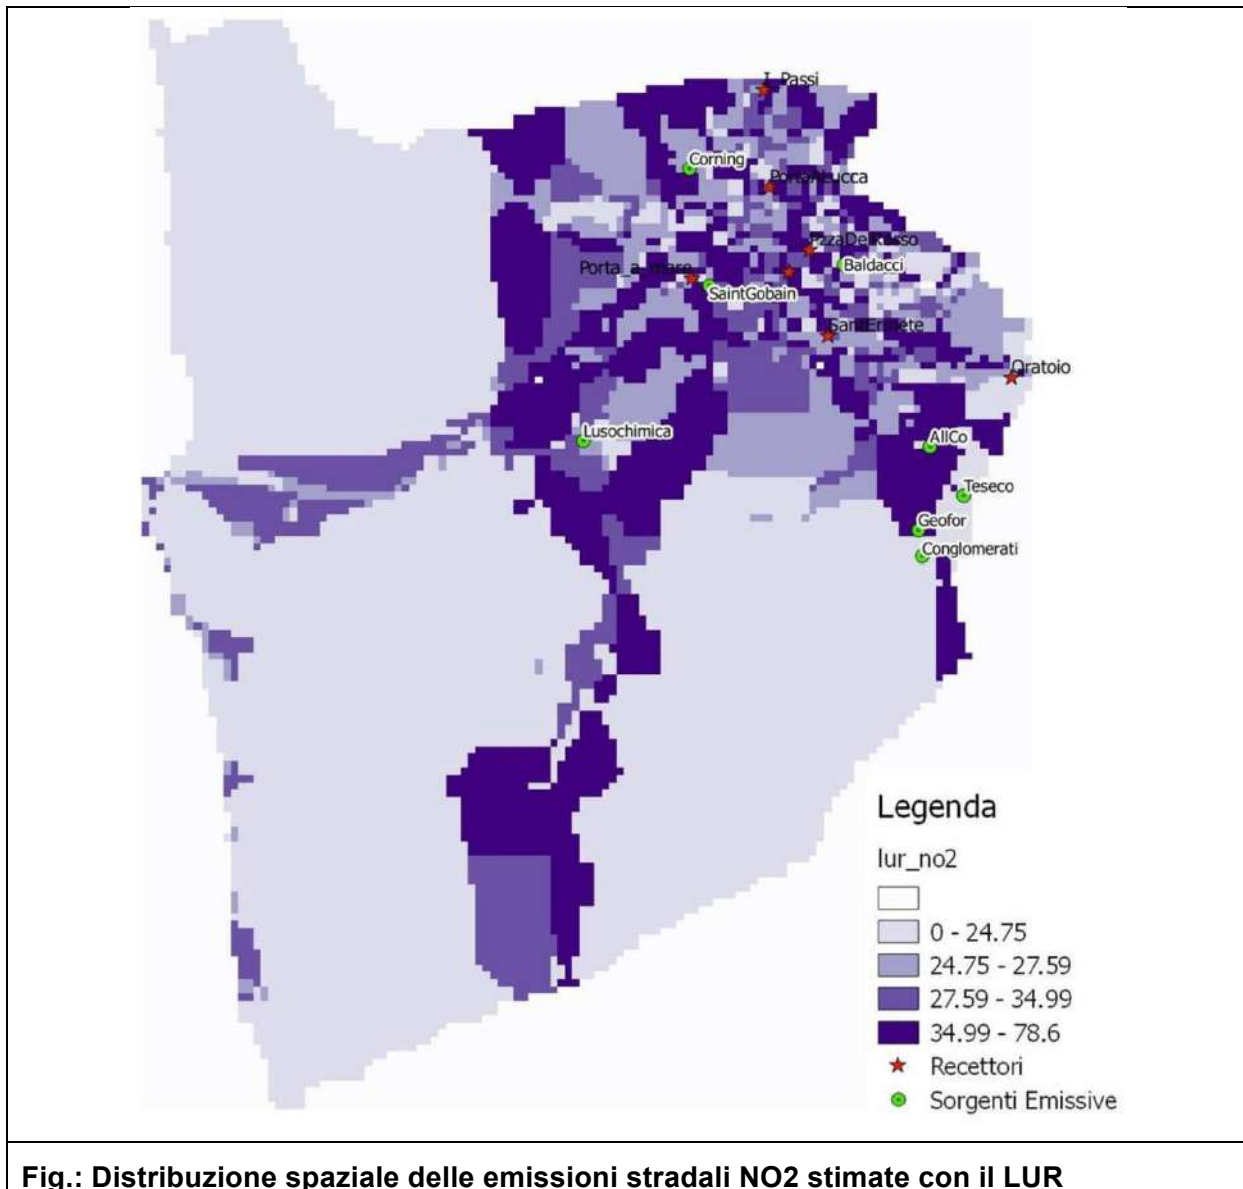 I_Passi
Corning
PortaALucca
PzzaDelRosso
Baldacci
Porta_a_mare
SaintGobain
SantErmete
Oratoio
Lusochimica
AllCo
Teseco
Geofor
Conglomerati
Legenda
lur_no2
0 - 24.75
24.75 - 27.59
27.59 - 34.99
34.99 - 78.6
Recettori
Sorgenti Emissive
Fig.: Distribuzione spaziale delle emissioni stradali NO2 stimate con il LUR